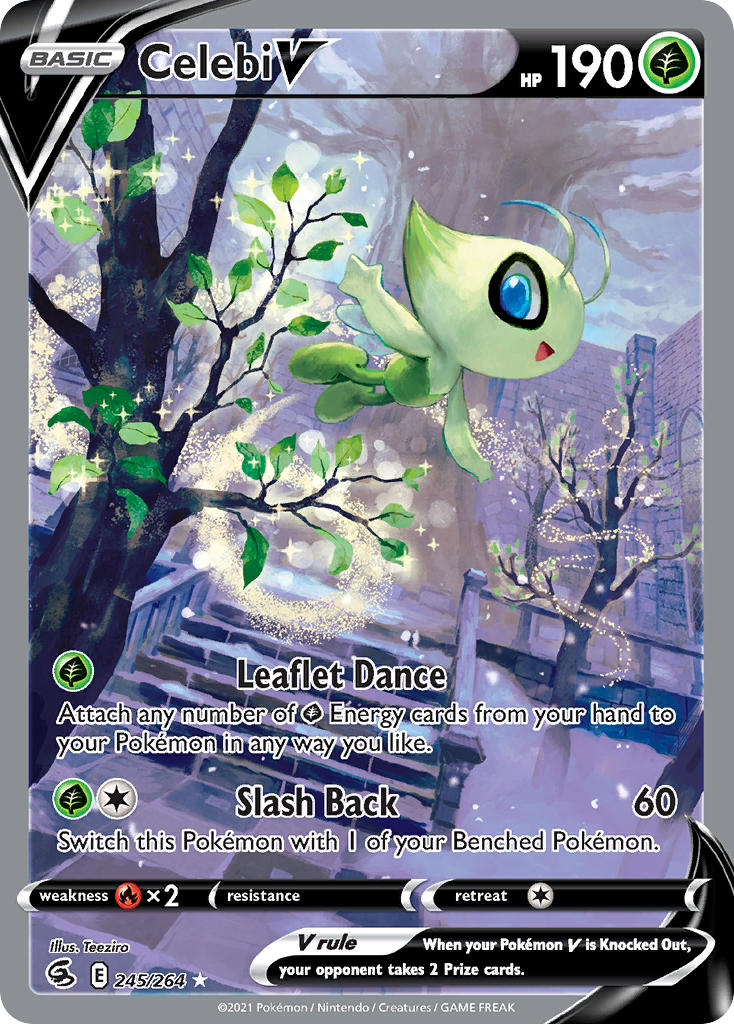 BASIC
Celebi V
HP 190
Leaflet Dance
Attach any number of Energy cards from your hand to
your Pokémon in any way you like.
Slash Back 60
Switch this Pokémon with 1 of your Benched Pokémon.
weakness ×2 resistance retreat
Illus. Teeziro
V rule When your Pokémon V is Knocked Out,
your opponent takes 2 Prize cards.
E 245/264
©2021 Pokémon / Nintendo / Creatures / GAME FREAK